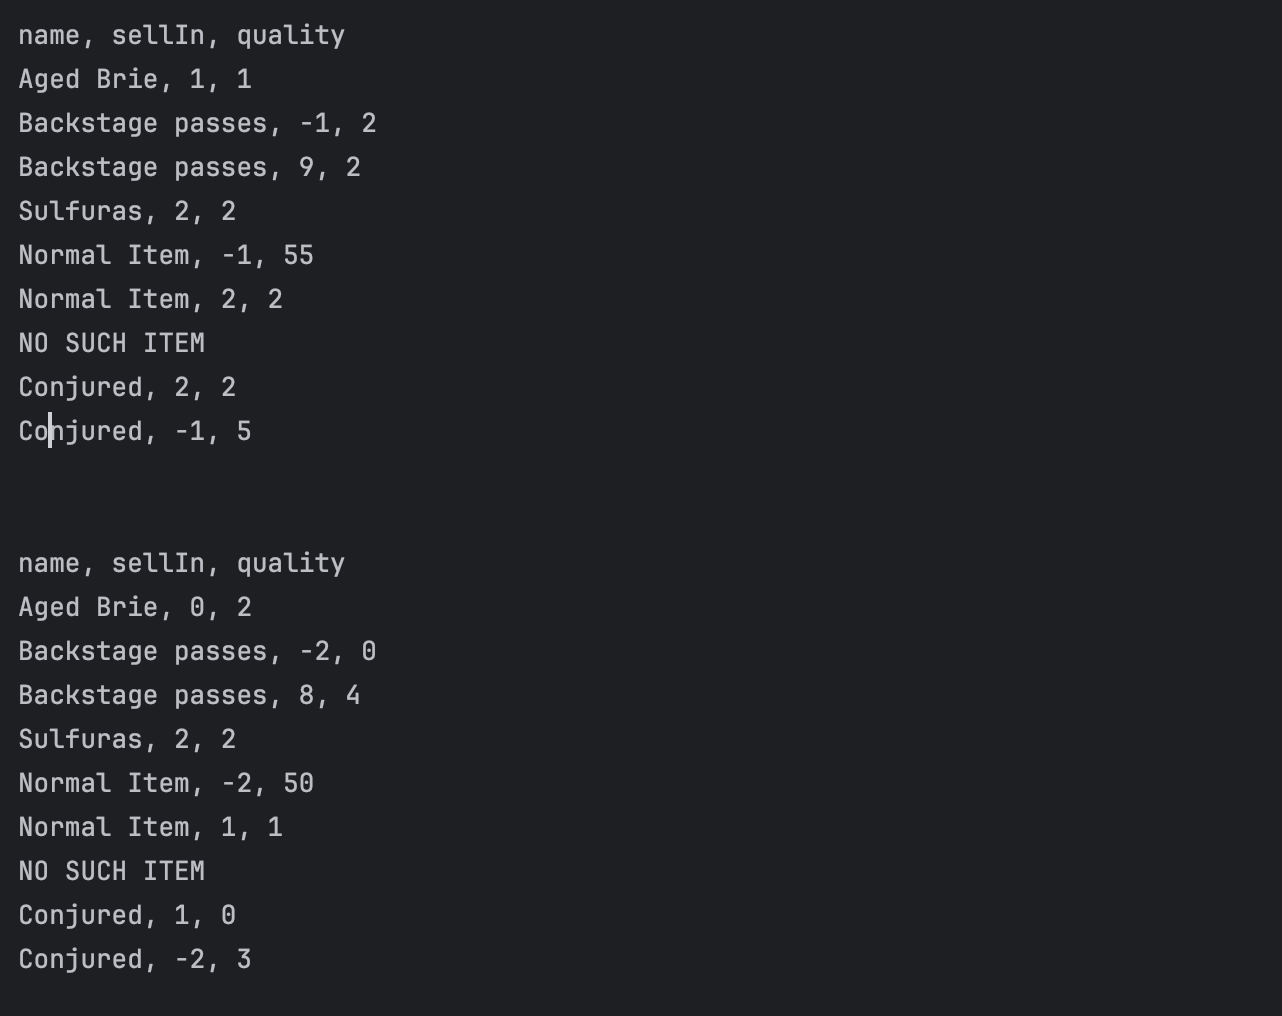 name, sellIn, quality
Aged Brie, 1, 1
Backstage passes, -1, 2
Backstage passes, 9, 2
Sulfuras, 2, 2
Normal Item, -1, 55
Normal Item, 2, 2
NO SUCH ITEM
Conjured, 2, 2
Conjured, -1, 5
name, sellIn, quality
Aged Brie, 0, 2
Backstage passes, -2, 0
Backstage passes, 8, 4
Sulfuras, 2, 2
Normal Item, -2, 50
Normal Item, 1, 1
NO SUCH ITEM
Conjured, 1, 0
Conjured, -2, 3